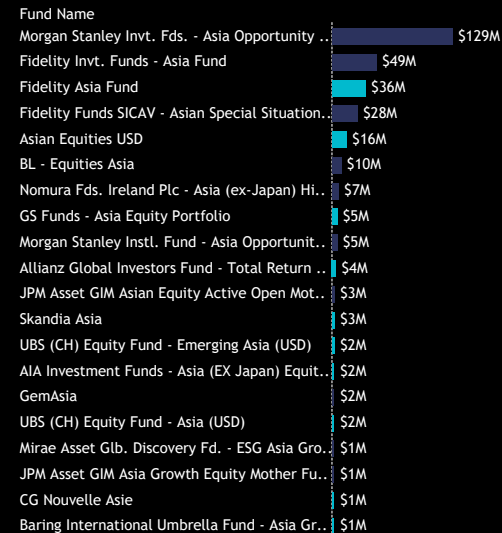 Fund Name
Morgan Stanley Invt. Fds. - Asia Opportunity .. $129M
Fidelity Invt. Funds - Asia Fund $49M
Fidelity Asia Fund $36M
Fidelity Funds SICAV - Asian Special Situation.. $28M
Asian Equities USD $16M
BL - Equities Asia $10M
Nomura Fds. Ireland Plc - Asia (ex-Japan) Hi.. $7M
GS Funds - Asia Equity Portfolio $5M
Morgan Stanley Instl. Fund - Asia Opportunit.. $5M
Allianz Global Investors Fund - Total Return .. $4M
JPM Asset GIM Asian Equity Active Open Mot.. $3M
Skandia Asia $3M
UBS (CH) Equity Fund - Emerging Asia (USD) $2M
AIA Investment Funds - Asia (EX Japan) Equit.. $2M
GemAsia $2M
UBS (CH) Equity Fund - Asia (USD) $2M
Mirae Asset Glb. Discovery Fd. - ESG Asia Gro.. $1M
JPM Asset GIM Asia Growth Equity Mother Fu.. $1M
CG Nouvelle Asie $1M
Baring International Umbrella Fund - Asia Gr.. $1M